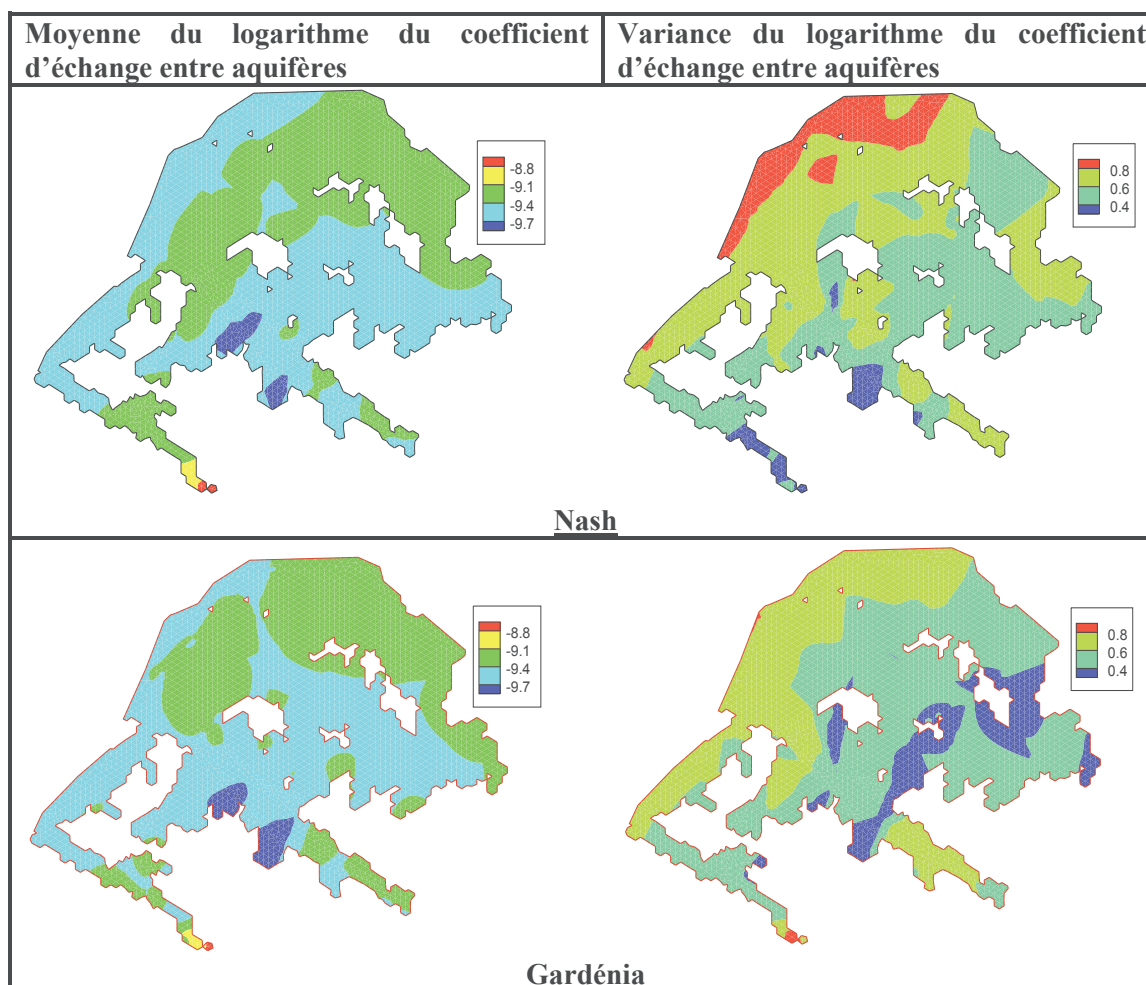 Moyenne du logarithme du coefficient
d’échange entre aquifères
Variance du logarithme du coefficient
d’échange entre aquifères
-8.8
-9.1
-9.4
-9.7
0.8
0.6
0.4
Nash
-8.8
-9.1
-9.4
-9.7
0.8
0.6
0.4
Gardénia